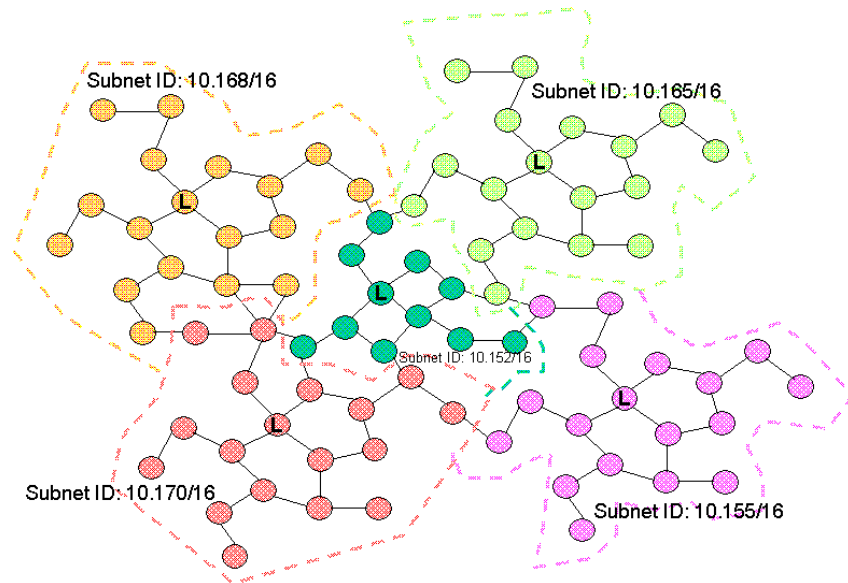 Subnet ID: 10.168/16
Subnet ID: 10.165/16
L
L
L
Subnet ID: 10.152/16
L
L
Subnet ID: 10.170/16
Subnet ID: 10.155/16